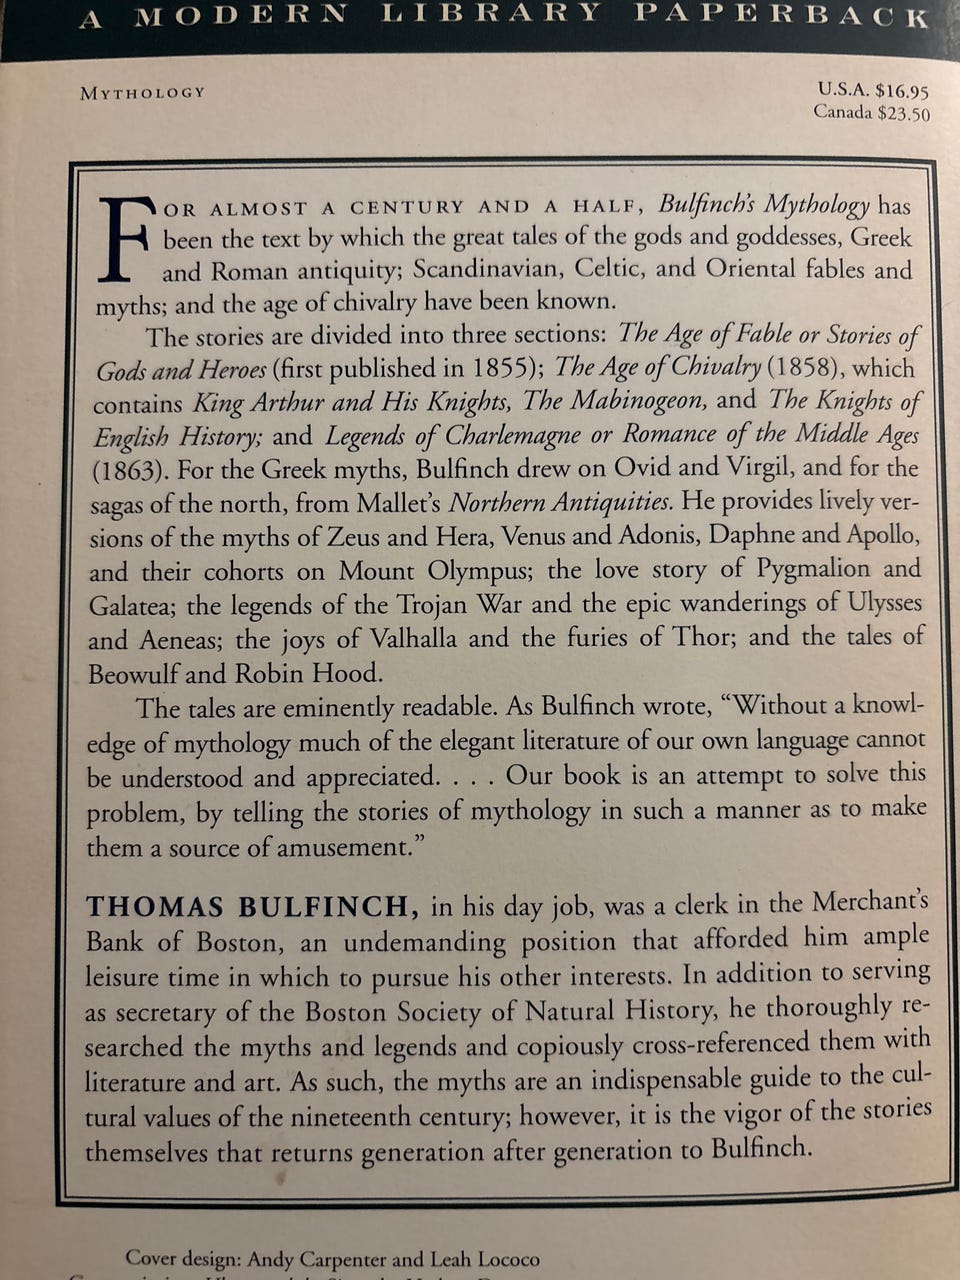 A MODERN LIBRARY PAPERBACK
MYTHOLOGY
U.S.A. $16.95
Canada $23.50
FOR ALMOST A CENTURY AND A HALF, Bulfinch's Mythology has
been the text by which the great tales of the gods and goddesses, Greek
and Roman antiquity; Scandinavian, Celtic, and Oriental fables and
myths; and the age of chivalry have been known.
The stories are divided into three sections: The Age of Fable or Stories of
Gods and Heroes (first published in 1855); The Age of Chivalry (1858), which
contains King Arthur and His Knights, The Mabinogeon, and The Knights of
English History; and Legends of Charlemagne or Romance of the Middle Ages
(1863). For the Greek myths, Bulfinch drew on Ovid and Virgil, and for the
sagas of the north, from Mallet's Northern Antiquities. He provides lively ver-
sions of the myths of Zeus and Hera, Venus and Adonis, Daphne and Apollo,
and their cohorts on Mount Olympus; the love story of Pygmalion and
Galatea; the legends of the Trojan War and the epic wanderings of Ulysses
and Aeneas; the joys of Valhalla and the furies of Thor; and the tales of
Beowulf and Robin Hood.
The tales are eminently readable. As Bulfinch wrote, “Without a knowl-
edge of mythology much of the elegant literature of our own language cannot
be understood and appreciated. . . . Our book is an attempt to solve this
problem, by telling the stories of mythology in such a manner as to make
them a source of amusement.”
THOMAS BULFINCH, in his day job, was a clerk in the Merchant's
Bank of Boston, an undemanding position that afforded him ample
leisure time in which to pursue his other interests. In addition to serving
as secretary of the Boston Society of Natural History, he thoroughly re-
searched the myths and legends and copiously cross-referenced them with
literature and art. As such, the myths are an indispensable guide to the cul-
tural values of the nineteenth century; however, it is the vigor of the stories
themselves that returns generation after generation to Bulfinch.
Cover design: Andy Carpenter and Leah Lococo